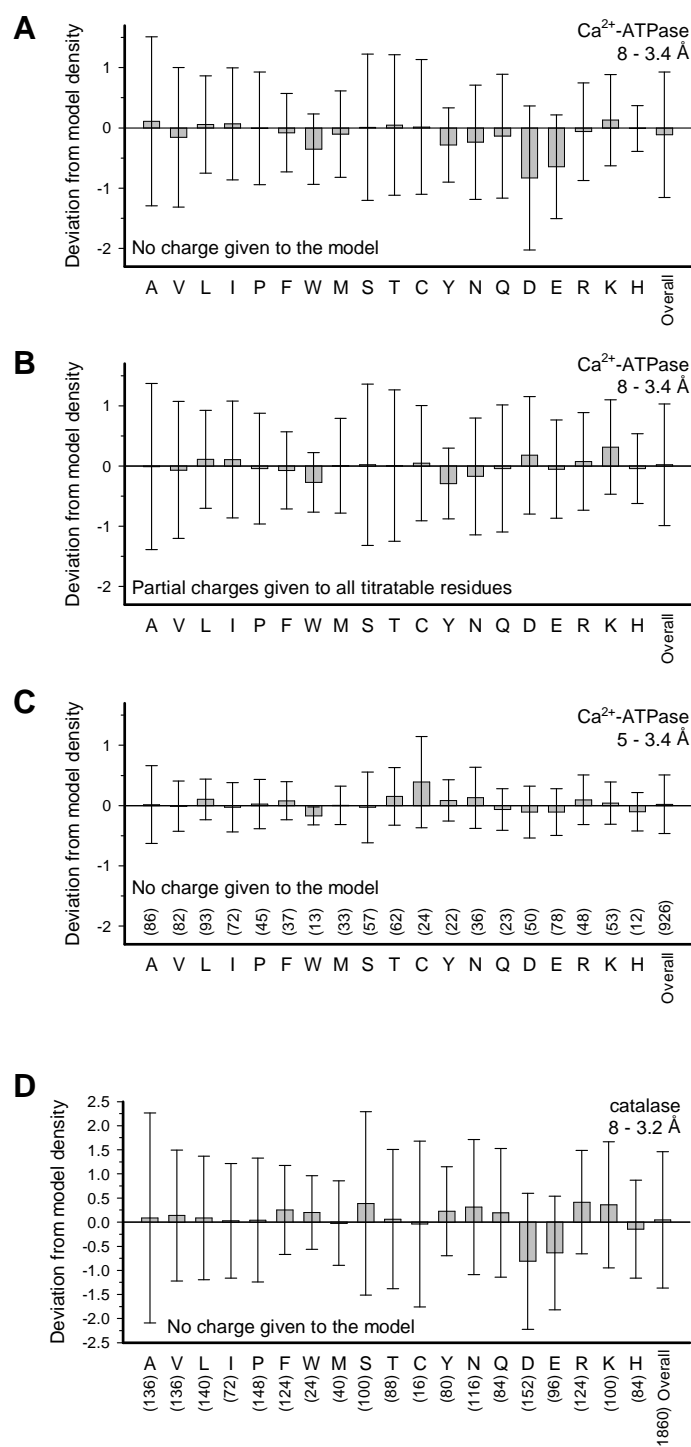 A
Ca²⁺-ATPase
8 - 3.4 Å
Deviation from model density
1
0
-1
-2
No charge given to the model
A V L I P F W M S T C Y N Q D E R K H Overall
B
Ca²⁺-ATPase
8 - 3.4 Å
Deviation from model density
1
0
-1
-2
Partial charges given to all titratable residues
A V L I P F W M S T C Y N Q D E R K H Overall
C
Ca²⁺-ATPase
5 - 3.4 Å
Deviation from model density
1
0
-1
-2
No charge given to the model
(86) (82) (93) (72) (45) (37) (13) (33) (57) (62) (24) (22) (36) (23) (50) (78) (48) (53) (12) (926)
A V L I P F W M S T C Y N Q D E R K H Overall
D
catalase
8 - 3.2 Å
Deviation from model density
2.5
2.0
1.5
1.0
0.5
0.0
-0.5
-1.0
-1.5
-2.0
-2.5
No charge given to the model
A V L I P F W M S T C Y N Q D E R K H Overall
(136) (136) (140) (72) (148) (124) (24) (40) (100) (88) (16) (80) (116) (84) (152) (96) (124) (100) (84) 1860)